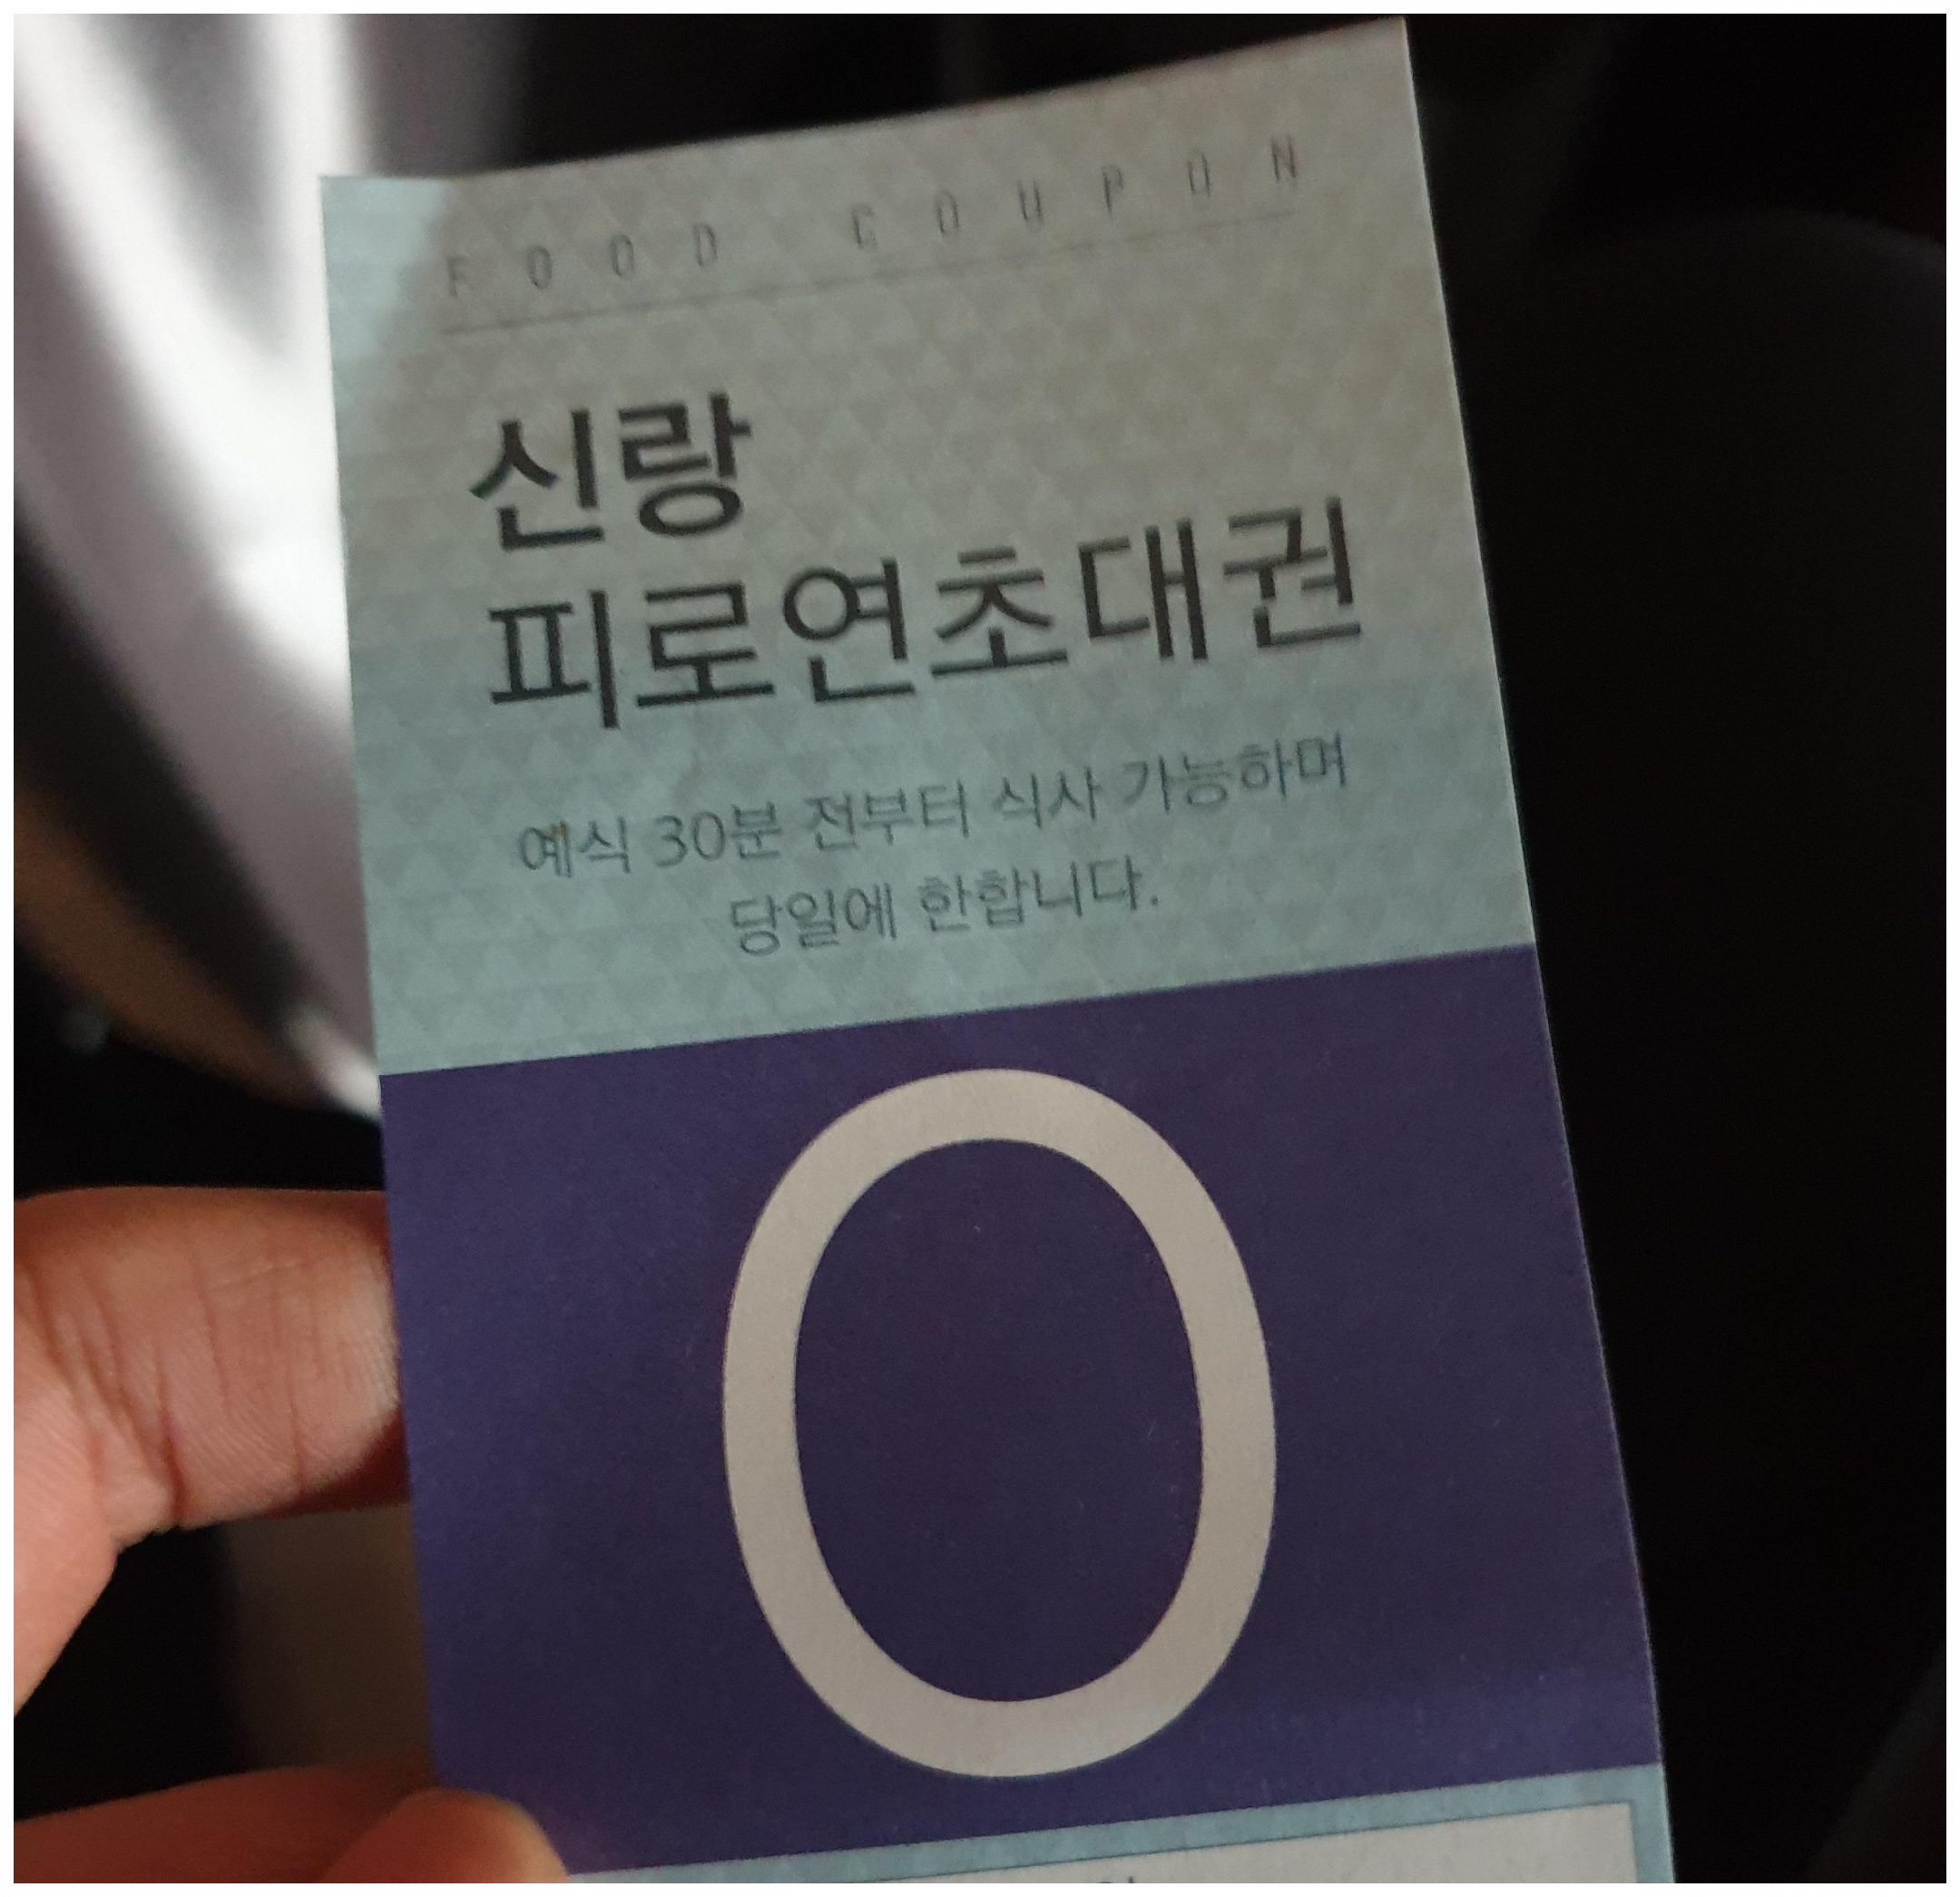 FOOD COUPON
신랑
피로연초대권
예식 30분 전부터 식사 가능하며
당일에 한합니다.
O